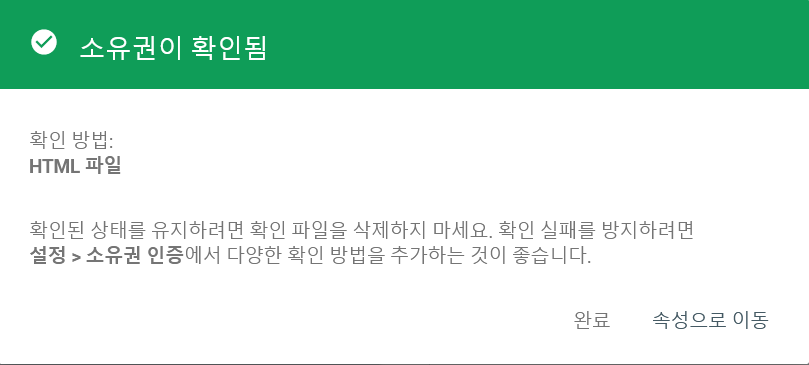 소유권이 확인됨
확인 방법:
HTML 파일
확인된 상태를 유지하려면 확인 파일을 삭제하지 마세요. 확인 실패를 방지하려면
설정 > 소유권 인증에서 다양한 확인 방법을 추가하는 것이 좋습니다.
완료 속성으로 이동